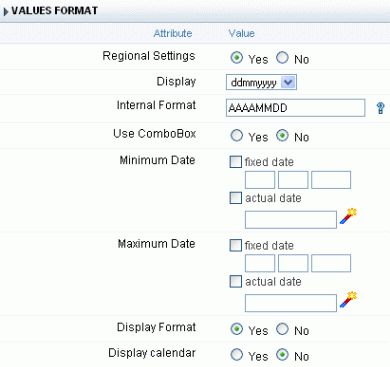 VALUES FORMAT
Attribute Value
Regional Settings Yes No
Display ddmmyyyy
Internal Format AAAAMMDD
Use ComboBox Yes No
Minimum Date fixed date
actual date
Maximum Date fixed date
actual date
Display Format Yes No
Display calendar Yes No